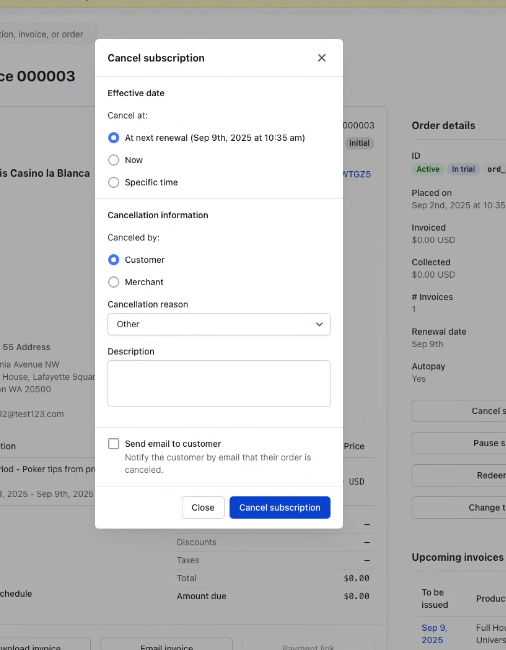 tion, invoice, or order
ce 000003
Cancel subscription
Effective date
Cancel at:
At next renewal (Sep 9th, 2025 at 10:35 am)
Now
Specific time
Cancellation information
Canceled by:
Customer
Merchant
Cancellation reason
Other
Description
Send email to customer
Notify the customer by email that their order is
canceled.
Close
Cancel subscription
000003
Initial
is Casino la Blanca
WTGZ5
55 Address
nia Avenue NW
House, Lafayette Squar
on WA 20500
l2@test123.com
tion
Price
riod - Poker tips from pr
d, 2025 - Sep 9th, 2025
USD
–
Discounts –
Taxes –
Total $0.00
Amount due $0.00
chedule
wnload invoice
Email invoice
Payment link
Order details
ID
Active In trial ord_
Placed on
Sep 2nd, 2025 at 10:35
Invoiced
$0.00 USD
Collected
$0.00 USD
# Invoices
1
Renewal date
Sep 9th
Autopay
Yes
Cancel s
Pause s
Redeer
Change t
Upcoming invoices
To be
issued
Produc
Sep 9,
2025
Full Hou
Univers